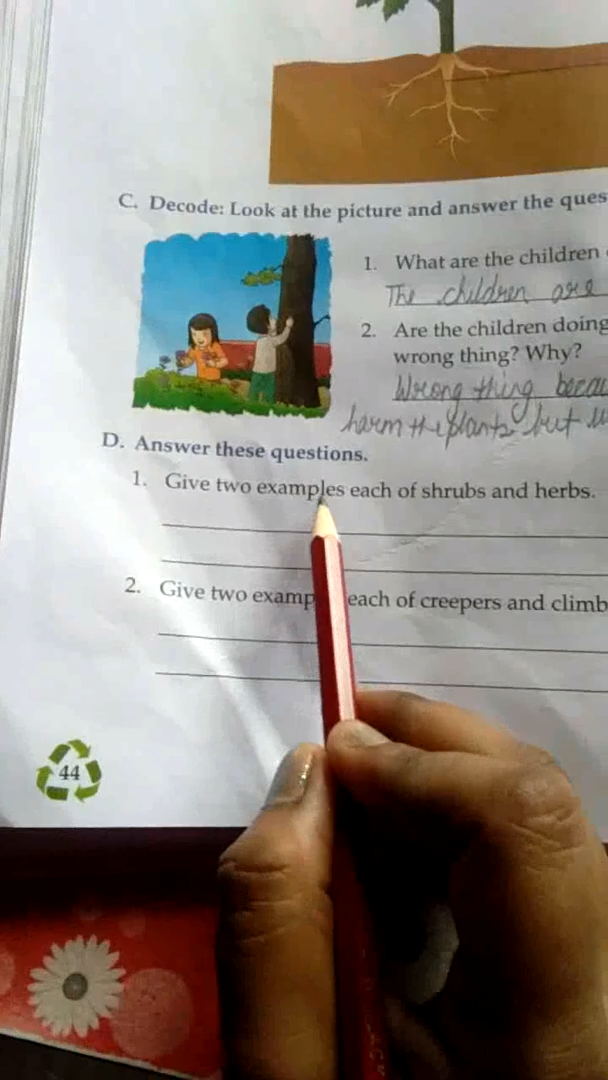 C. Decode: Look at the picture and answer the ques
1. What are the children
The children are
2. Are the children doing
wrong thing? Why?
Wrong thing becau
harm the plants but
D. Answer these questions.
1. Give two examples each of shrubs and herbs.
2. Give two examp each of creepers and climb
44